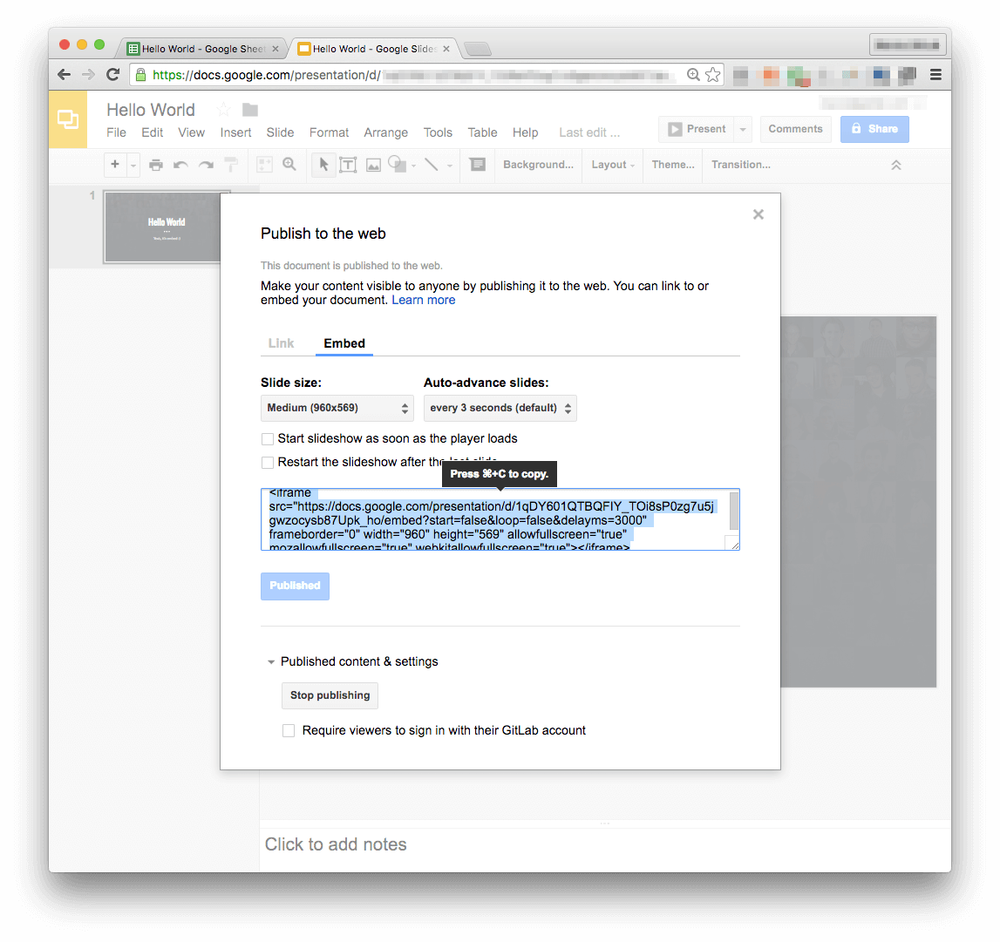 Hello World - Google Sheet
Hello World - Google Slides
https://docs.google.com/presentation/d/
Hello World
File Edit View Insert Slide Format Arrange Tools Table Help Last edit ...
Present
Comments
Share
Background...
Layout
Theme...
Transition...
1
Hello World
Publish to the web
This document is published to the web.
Make your content visible to anyone by publishing it to the web. You can link to or
embed your document. Learn more
Link
Embed
Slide size:
Auto-advance slides:
Medium (960x569)
every 3 seconds (default)
Start slideshow as soon as the player loads
Restart the slideshow after the last slide
Press ⌘+C to copy.
<iframe
src="https://docs.google.com/presentation/d/1qDY601QTBQFIY_TOi8sP0zg7u5j
gwzocysb87Upk_ho/embed?start=false&loop=false&delayms=3000"
frameborder="0" width="960" height="569" allowfullscreen="true"
mozallowfullscreen="true" webkitallowfullscreen="true"></iframe>
Published
Published content & settings
Stop publishing
Require viewers to sign in with their GitLab account
Click to add notes